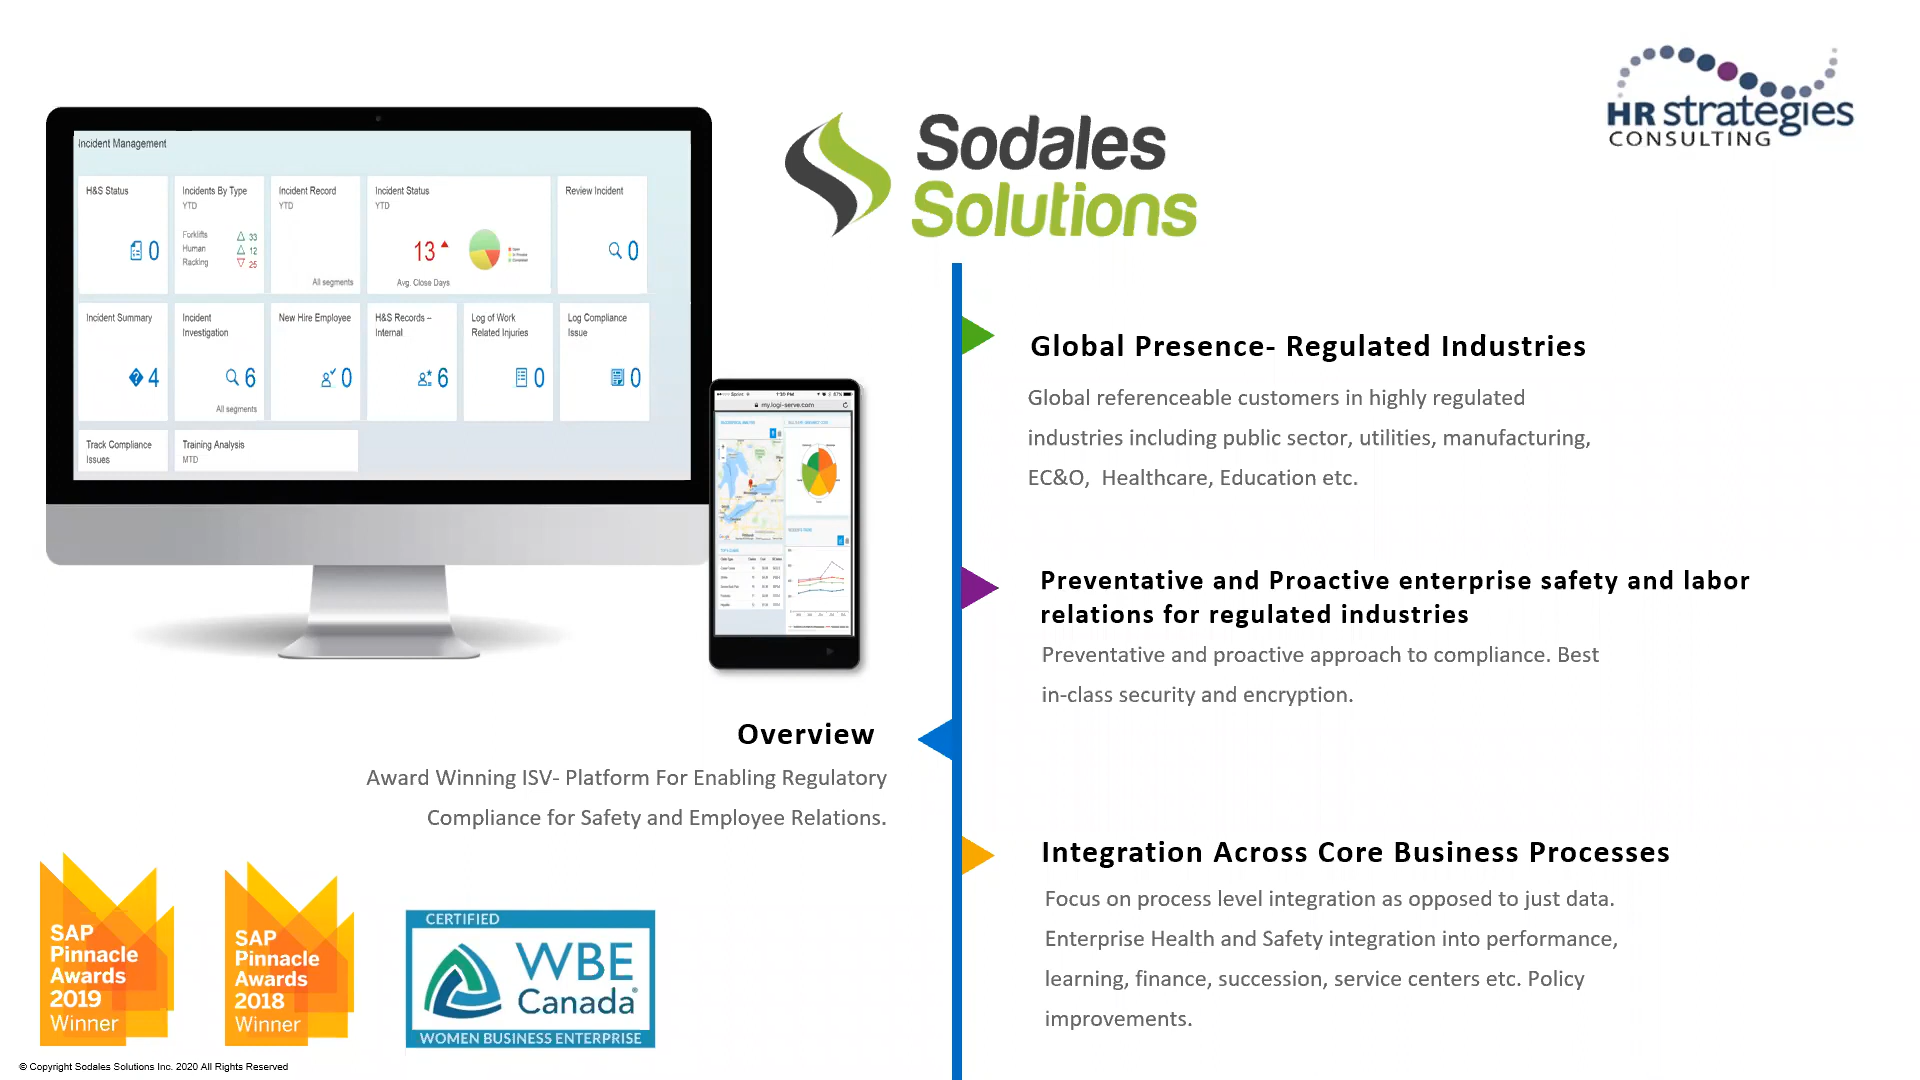 HR strategies
CONSULTING
Sodales
Solutions
Incident Management
H&S Status
0
Incidents By Type
YTD
Forklifts 33
Human 12
Racking 25
Incident Record
YTD
All segments
Incident Status
YTD
13
Avg. Close Days
Review Incident
0
Incident Summary
4
Incident
Investigation
6
All segments
New Hire Employee
0
H&S Records –
Internal
6
Log of Work
Related Injuries
0
Log Compliance
Issue
0
Track Compliance
Issues
Training Analysis
MTD
my.logi-serve.com
Global Presence- Regulated Industries
Global referenceable customers in highly regulated
industries including public sector, utilities, manufacturing,
EC&O, Healthcare, Education etc.
Preventative and Proactive enterprise safety and labor
relations for regulated industries
Preventative and proactive approach to compliance. Best
in-class security and encryption.
Overview
Award Winning ISV- Platform For Enabling Regulatory
Compliance for Safety and Employee Relations.
Integration Across Core Business Processes
Focus on process level integration as opposed to just data.
Enterprise Health and Safety integration into performance,
learning, finance, succession, service centers etc. Policy
improvements.
SAP
Pinnacle
Awards
2019
Winner
SAP
Pinnacle
Awards
2018
Winner
CERTIFIED
WBE
Canada
WOMEN BUSINESS ENTERPRISE
© Copyright Sodales Solutions Inc. 2020 All Rights Reserved